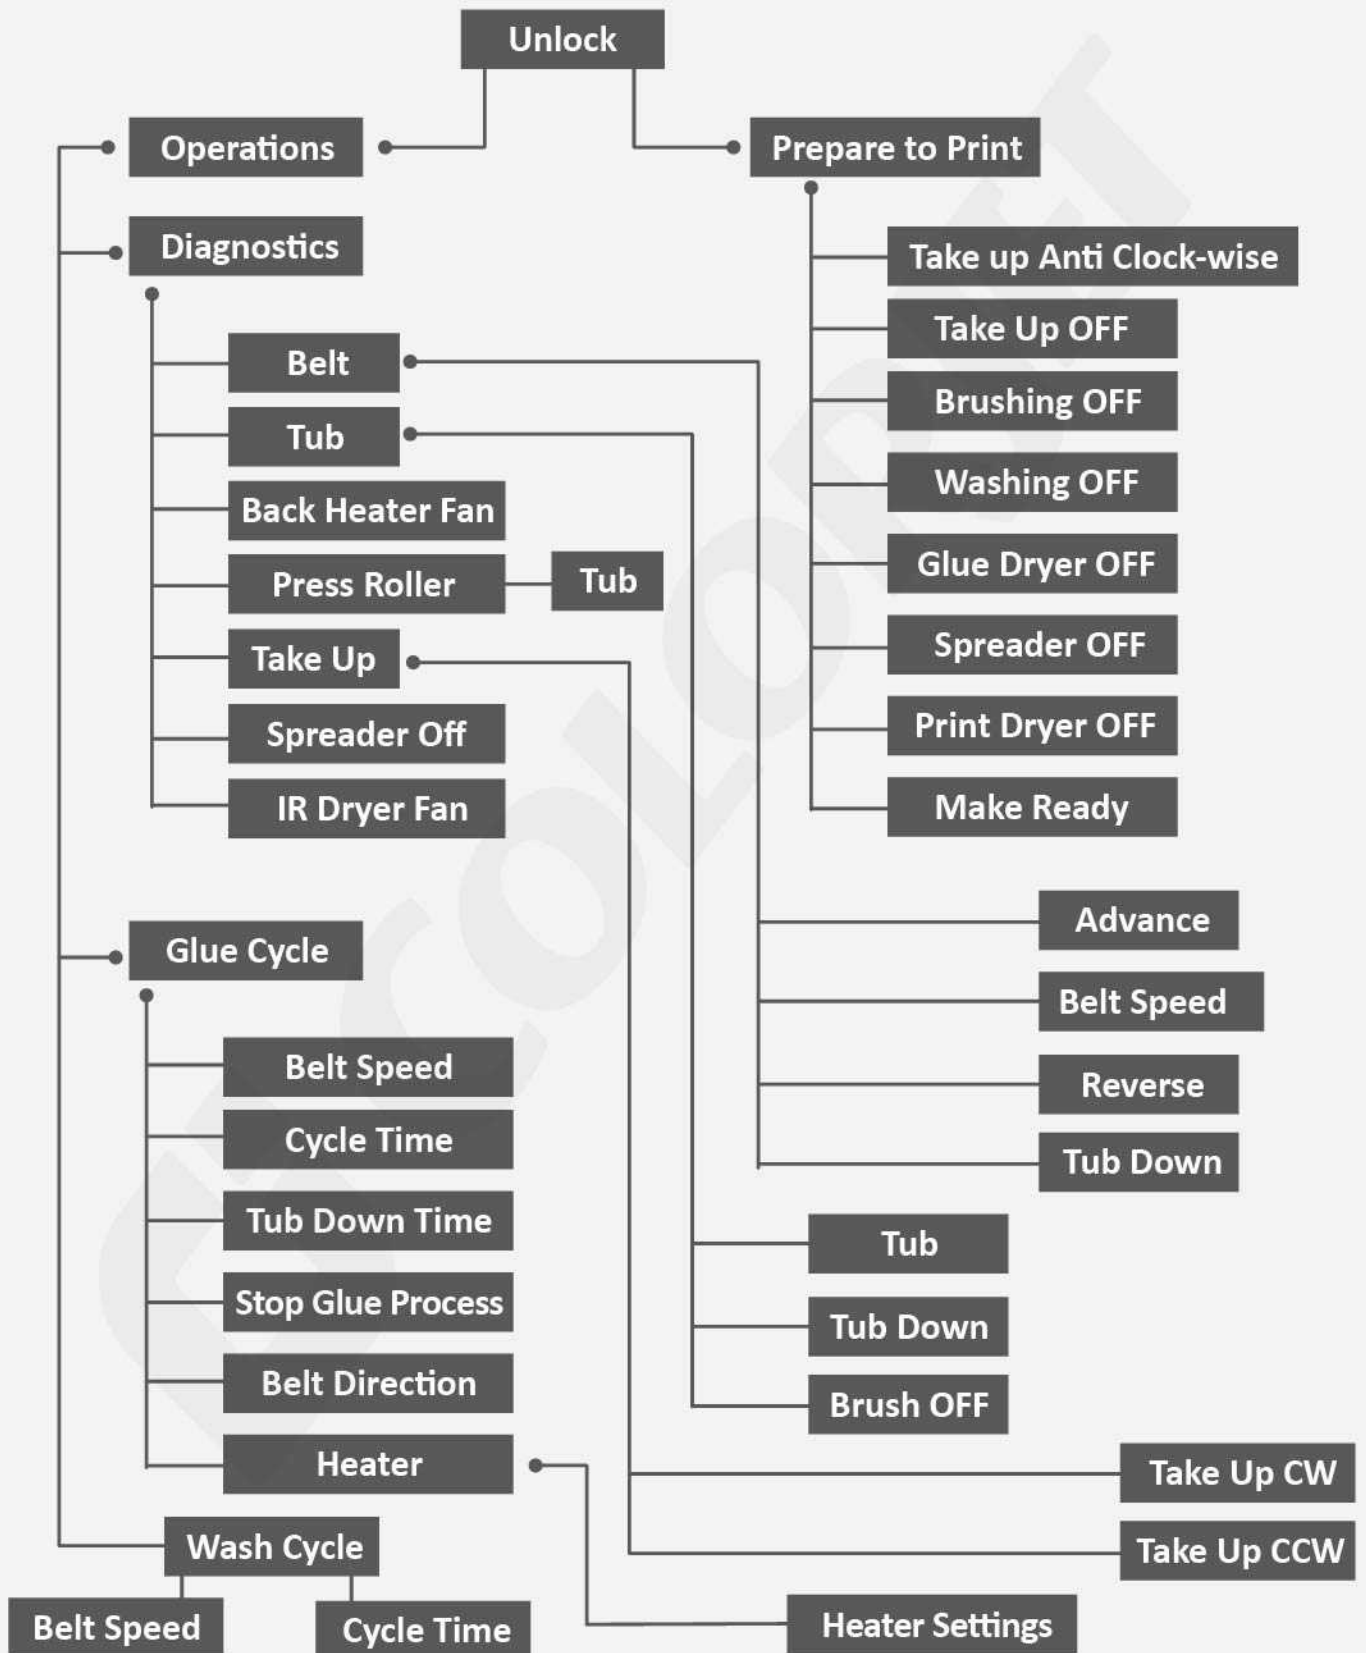 Unlock
Operations
Prepare to Print
Diagnostics
Take up Anti Clock-wise
Take Up OFF
Brushing OFF
Washing OFF
Glue Dryer OFF
Spreader OFF
Print Dryer OFF
Make Ready
Belt
Tub
Back Heater Fan
Press Roller
Tub
Take Up
Spreader Off
IR Dryer Fan
Advance
Belt Speed
Reverse
Tub Down
Glue Cycle
Belt Speed
Cycle Time
Tub Down Time
Stop Glue Process
Belt Direction
Heater
Tub
Tub Down
Brush OFF
Take Up CW
Take Up CCW
Wash Cycle
Belt Speed
Cycle Time
Heater Settings